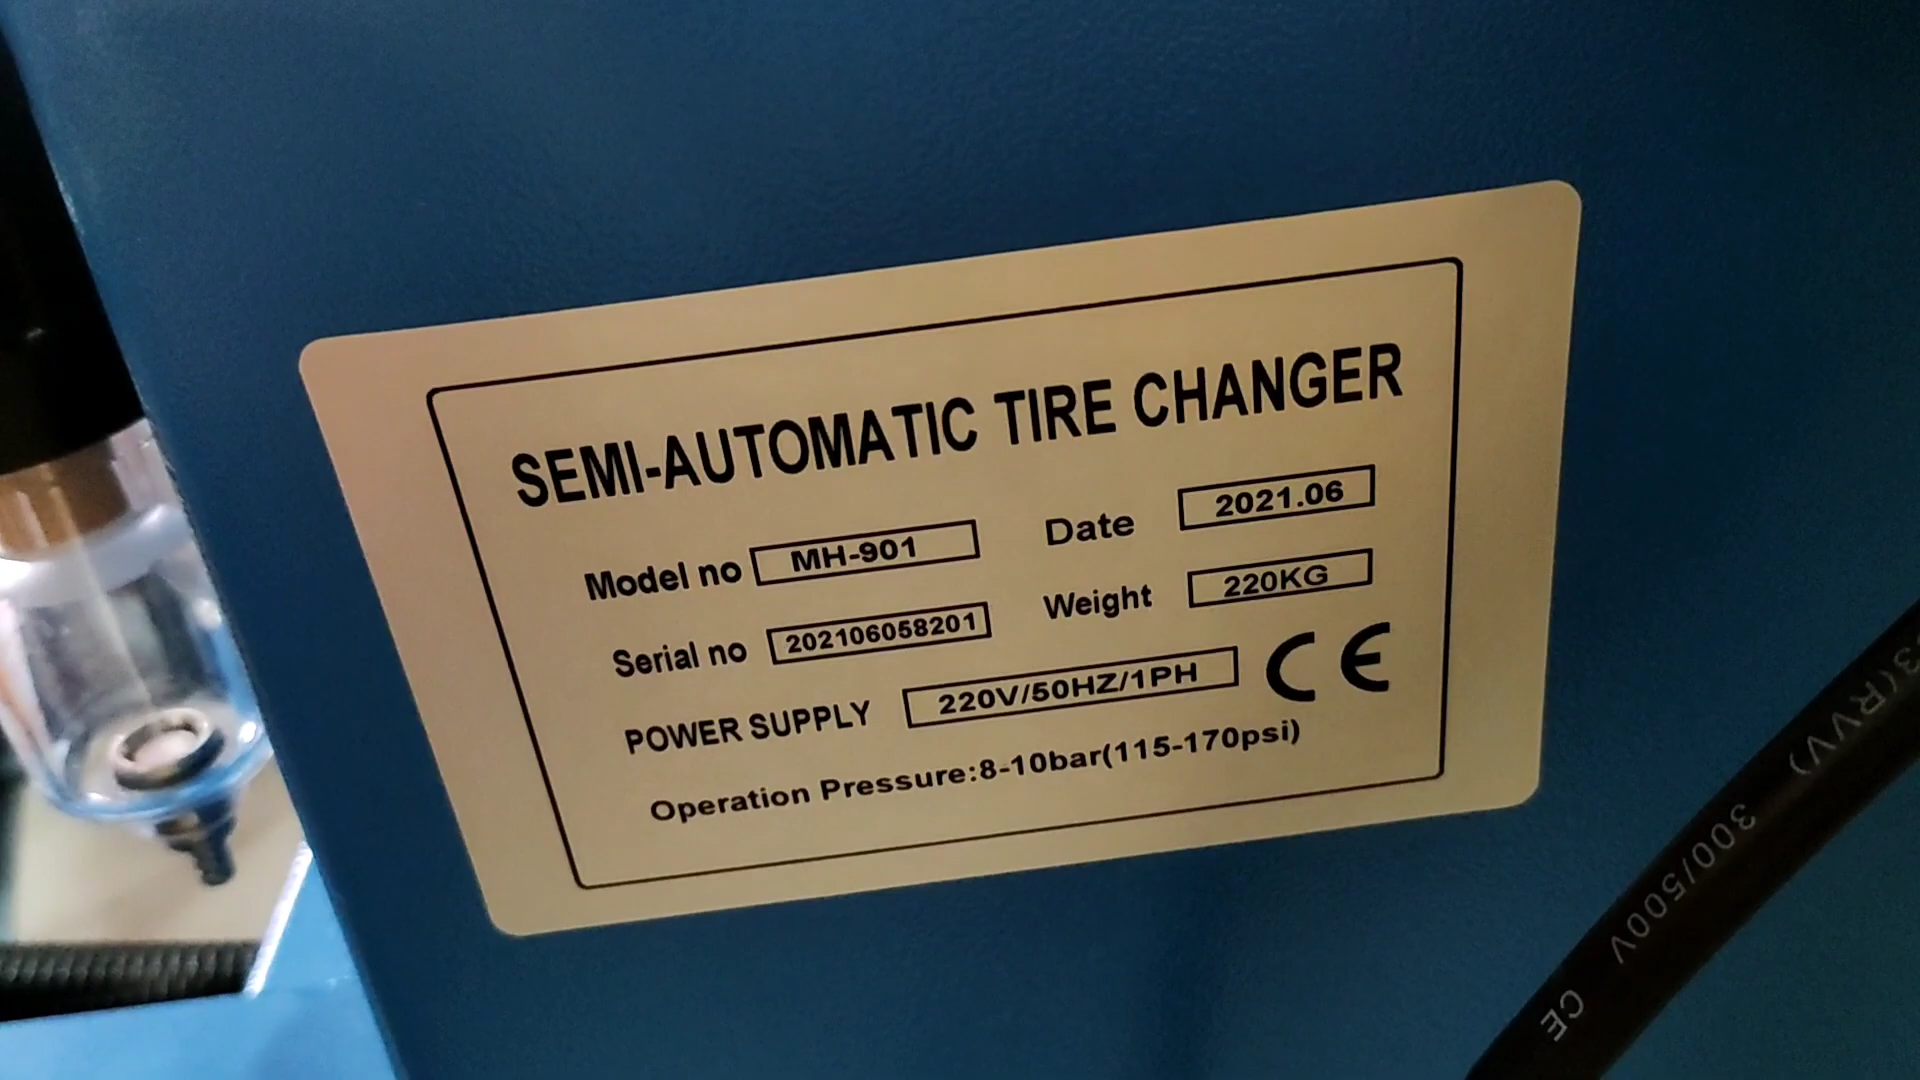 SEMI-AUTOMATIC TIRE CHANGER
Model no MH-901 Date 2021.06
Serial no 202106058201 Weight 220KG
POWER SUPPLY 220V/50HZ/1PH CE
Operation Pressure:8-10bar(115-170psi)
(RVV) 300/500V CE